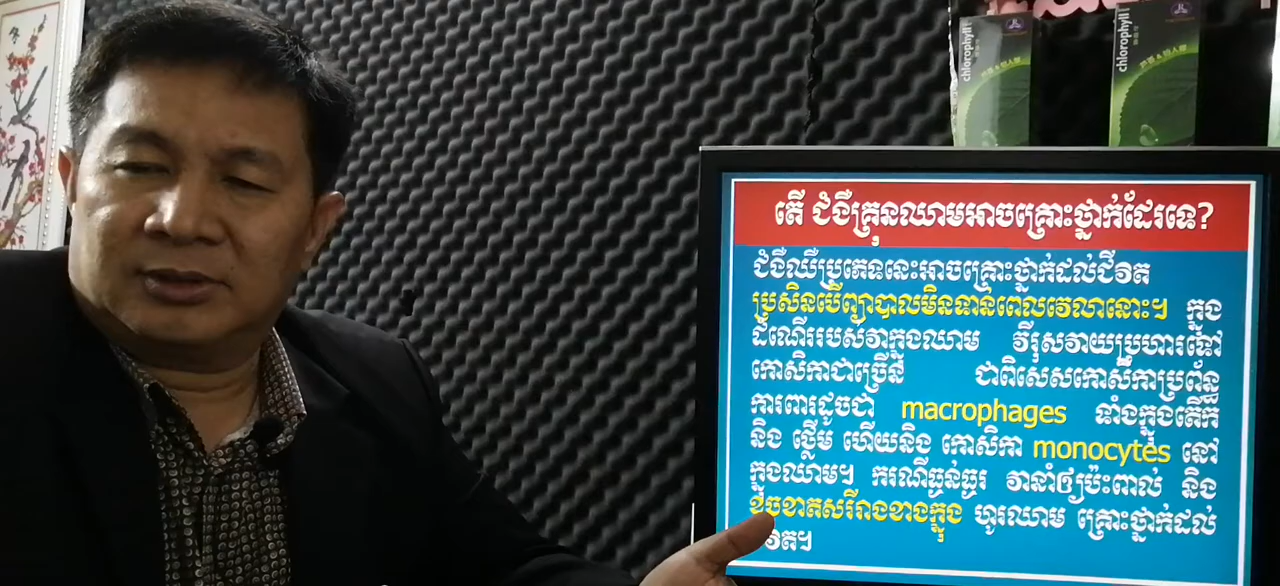 chlorophyll
chlorophyll
តើ ជំងឺគ្រុនឈាមអាចគ្រោះថ្នាក់ដែរទេ?
ជំងឺឈឺប្រភេទនេះអាចគ្រោះថ្នាក់ដល់ជីវិត
ប្រសិនបើព្យាបាលមិនទាន់ពេលវេលានោះ។ ក្នុង
ដំណើររបស់វាក្នុងឈាម វីរុសវាយប្រហារទៅ
កោសិកាជាច្រើន ជាពិសេសកោសិកាប្រព័ន្ធ
ការពារដូចជា macrophages ទាំងក្នុងតើក
និង ថ្លើម ហើយនិង កោសិកា monocytes នៅ
ក្នុងឈាម។ ករណីធ្ងន់ធ្ងរ វានាំឲ្យប៉ះពាល់ និង
ខូចខាតសរីរាងខាងក្នុង ហូរឈាម គ្រោះថ្នាក់ដល់
វិត។